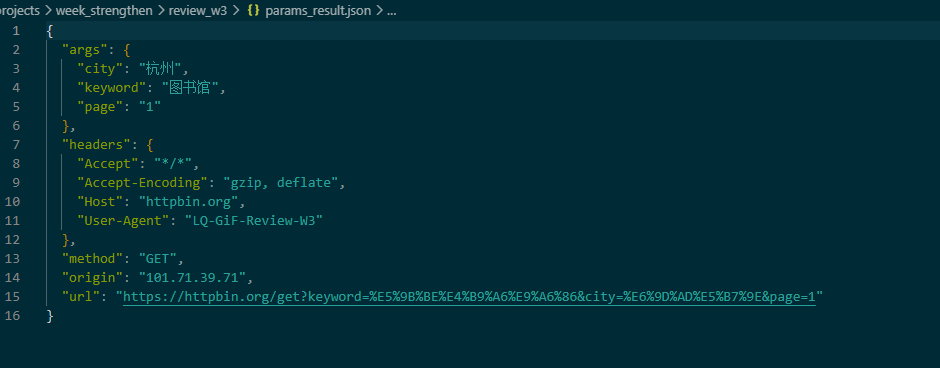 projects > week_strengthen > review_w3 > {} params_result.json > ...
1 {
2 "args": {
3 "city": "杭州",
4 "keyword": "图书馆",
5 "page": "1"
6 },
7 "headers": {
8 "Accept": "*/*",
9 "Accept-Encoding": "gzip, deflate",
10 "Host": "httpbin.org",
11 "User-Agent": "LQ-GiF-Review-W3"
12 },
13 "method": "GET",
14 "origin": "101.71.39.71",
15 "url": "https://httpbin.org/get?keyword=%E5%9B%BE%E4%B9%A6%E9%A6%86&city=%E6%9D%AD%E5%B7%9E&page=1"
16 }